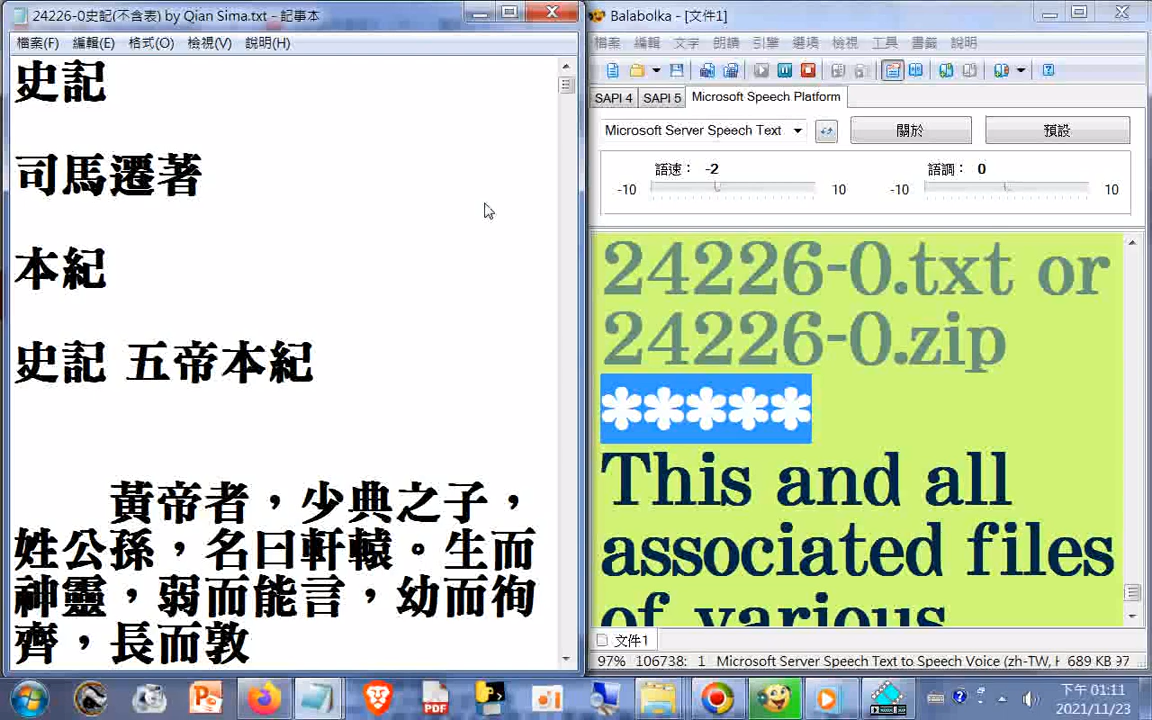 24226-0史記(不含表) by Qian Sima.txt - 記事本
檔案(F) 編輯(E) 格式(O) 檢視(V) 說明(H)
史記
司馬遷著
本紀
史記 五帝本紀
黃帝者，少典之子，
姓公孫，名曰軒轅。生而
神靈，弱而能言，幼而徇
齊，長而敦
Balabolka - [文件1]
檔案 編輯 文字 朗讀 引擎 選項 檢視 工具 書籤 說明
SAPI 4 SAPI 5 Microsoft Speech Platform
Microsoft Server Speech Text 關於 預設
語速： -2 語調： 0
-10 10 -10 10
24226-0.txt or
24226-0.zip
*****
This and all
associated files
of various
文件1
97% 106738: 1 Microsoft Server Speech Text to Speech Voice (zh-TW, H 689 KB 97
PDF
下午 01:11
2021/11/23